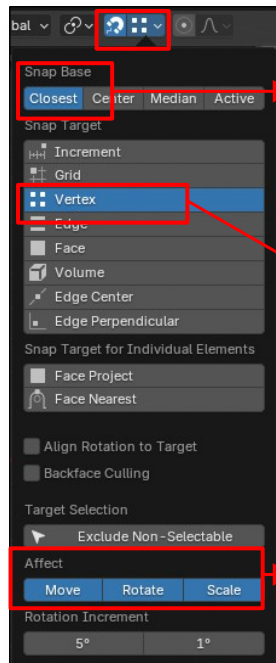 bal
Snap Base
Closest Center Median Active
Snap Target
Increment
Grid
Vertex
Edge
Face
Volume
Edge Center
Edge Perpendicular
Snap Target for Individual Elements
Face Project
Face Nearest
Align Rotation to Target
Backface Culling
Target Selection
Exclude Non-Selectable
Affect
Move Rotate Scale
Rotation Increment
5° 1°